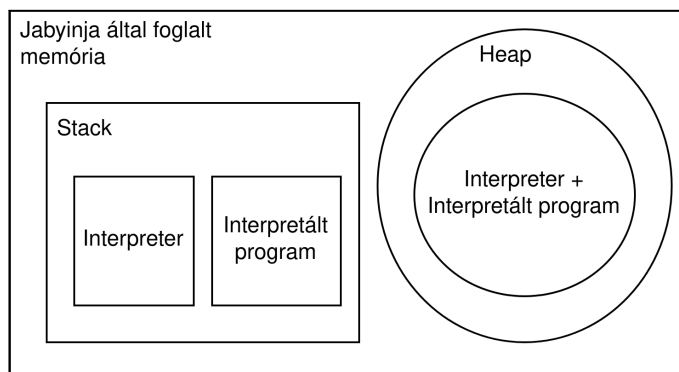 Jabyinja által foglalt
memória
Heap
Stack
Interpreter
Interpretált
program
Interpreter +
Interpretált program